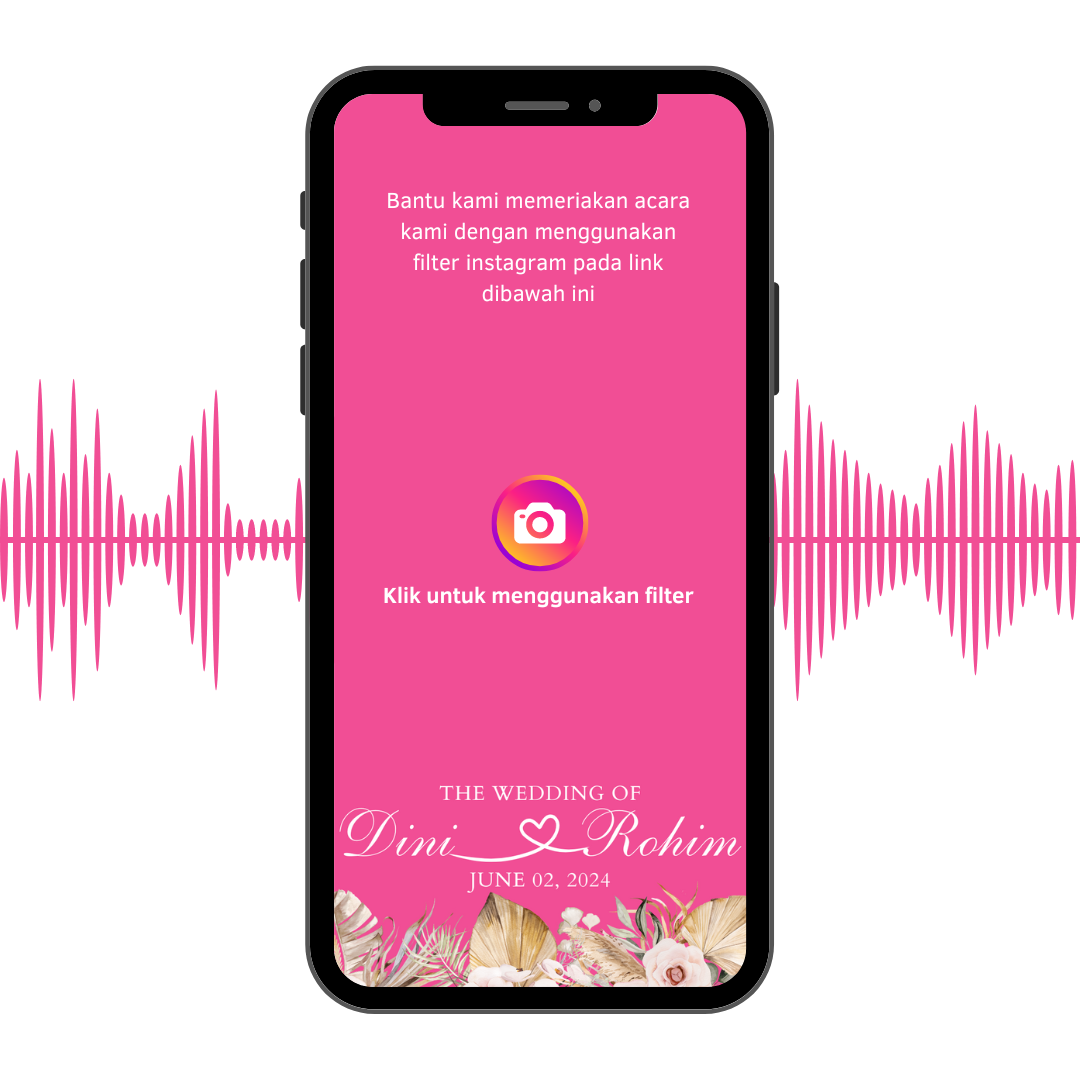 Bantu kami memeriakan acara
kami dengan menggunakan
filter instagram pada link
dibawah ini
Klik untuk menggunakan filter
THE WEDDING OF
Dini Rohim
JUNE 02, 2024